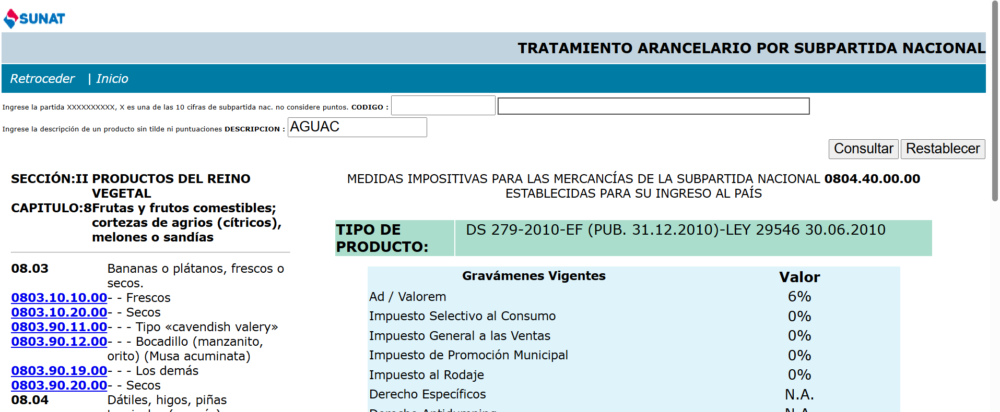 SUNAT
TRATAMIENTO ARANCELARIO POR SUBPARTIDA NACIONAL
Retroceder | Inicio
Ingrese la partida XXXXXXXXXX, X es una de las 10 cifras de subpartida nac. no considere puntos. CODIGO :
Ingrese la descripción de un producto sin tilde ni puntuaciones DESCRIPCION : AGUAC
Consultar Restablecer
SECCIÓN:II PRODUCTOS DEL REINO
VEGETAL
CAPITULO:8Frutas y frutos comestibles;
cortezas de agrios (cítricos),
melones o sandías
08.03 Bananas o plátanos, frescos o
secos.
0803.10.10.00- - Frescos
0803.10.20.00- - Secos
0803.90.11.00- - - Tipo «cavendish valery»
0803.90.12.00- - - Bocadillo (manzanito,
orito) (Musa acuminata)
0803.90.19.00- - - Los demás
0803.90.20.00- - Secos
08.04 Dátiles, higos, piñas
MEDIDAS IMPOSITIVAS PARA LAS MERCANCÍAS DE LA SUBPARTIDA NACIONAL 0804.40.00.00
ESTABLECIDAS PARA SU INGRESO AL PAÍS
TIPO DE
PRODUCTO:
DS 279-2010-EF (PUB. 31.12.2010)-LEY 29546 30.06.2010
Gravámenes Vigentes Valor
Ad / Valorem 6%
Impuesto Selectivo al Consumo 0%
Impuesto General a las Ventas 0%
Impuesto de Promoción Municipal 0%
Impuesto al Rodaje 0%
Derecho Específicos N.A.
Derecho Antidumping N.A.